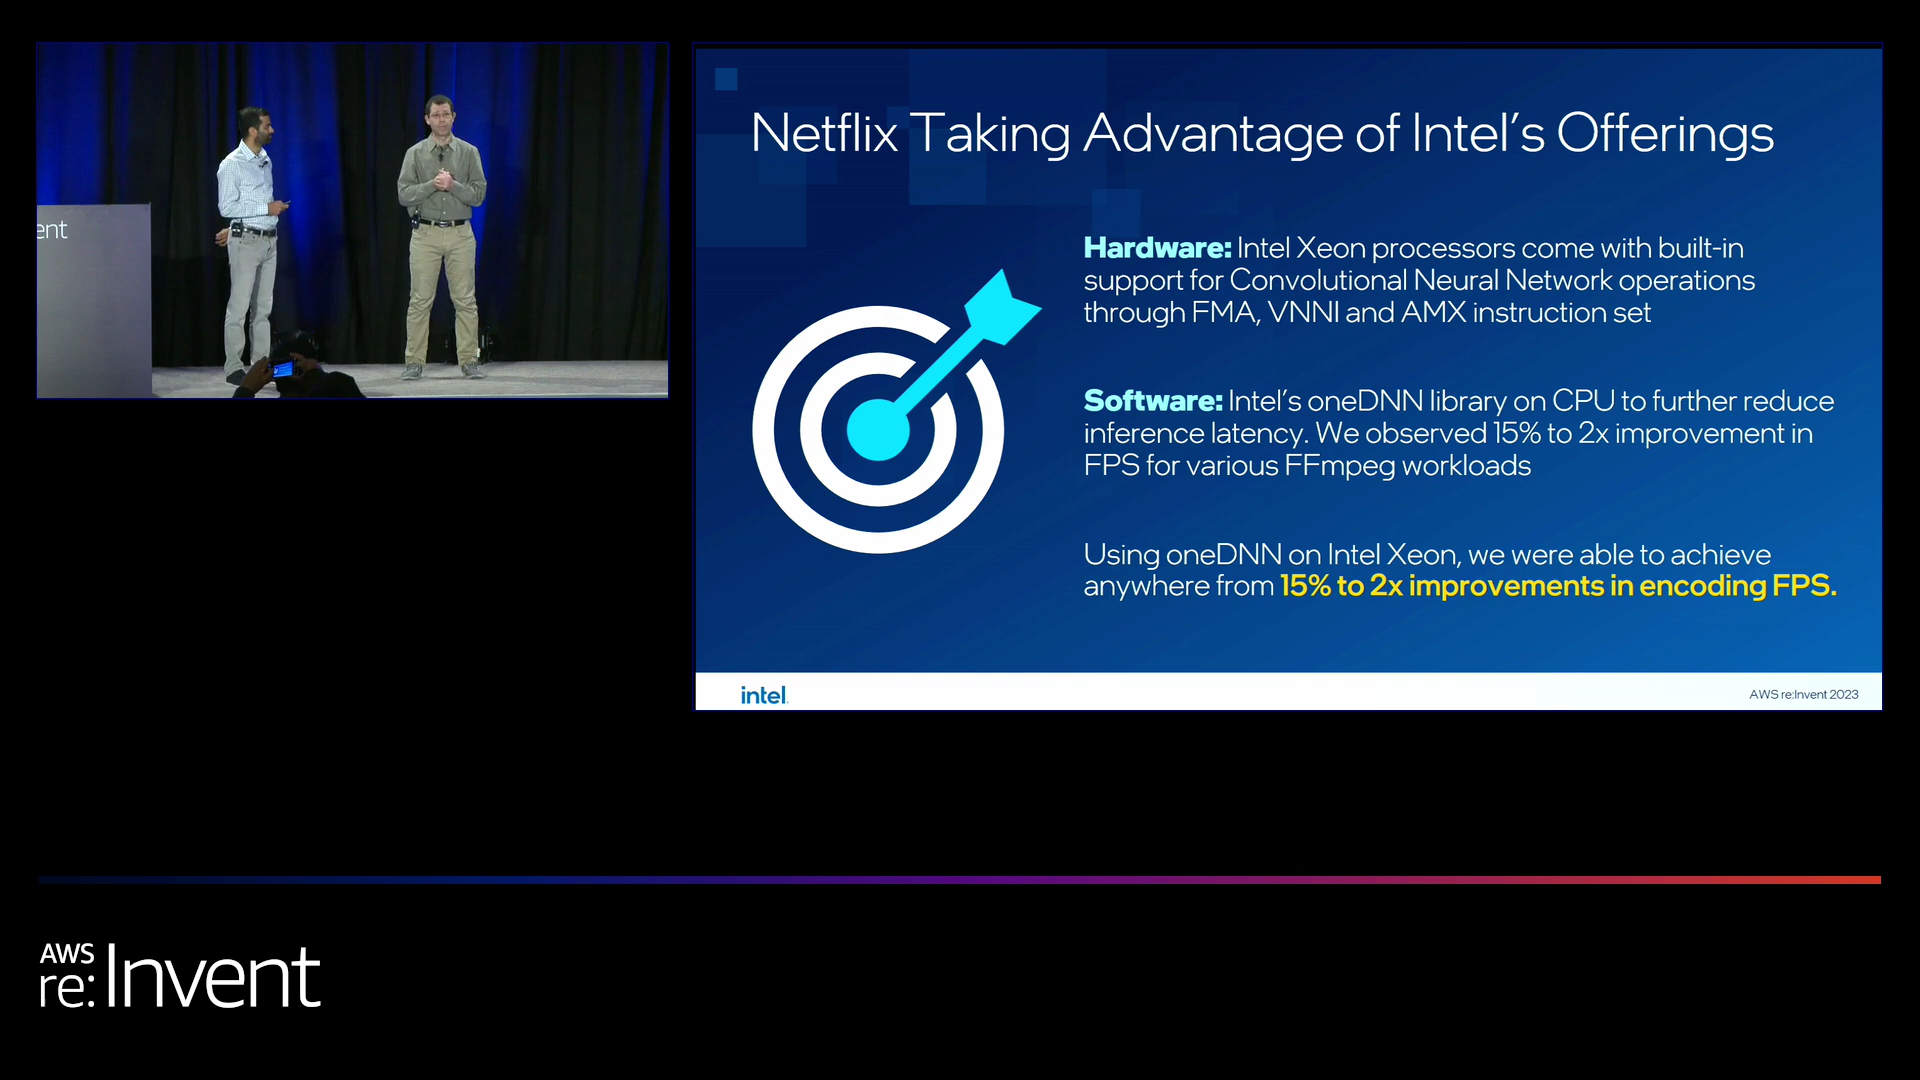 ent
Netflix Taking Advantage of Intel's Offerings
Hardware: Intel Xeon processors come with built-in
support for Convolutional Neural Network operations
through FMA, VNNI and AMX instruction set
Software: Intel's oneDNN library on CPU to further reduce
inference latency. We observed 15% to 2x improvement in
FPS for various FFmpeg workloads
Using oneDNN on Intel Xeon, we were able to achieve
anywhere from 15% to 2x improvements in encoding FPS.
intel.
AWS re:Invent 2023
AWS
re:Invent